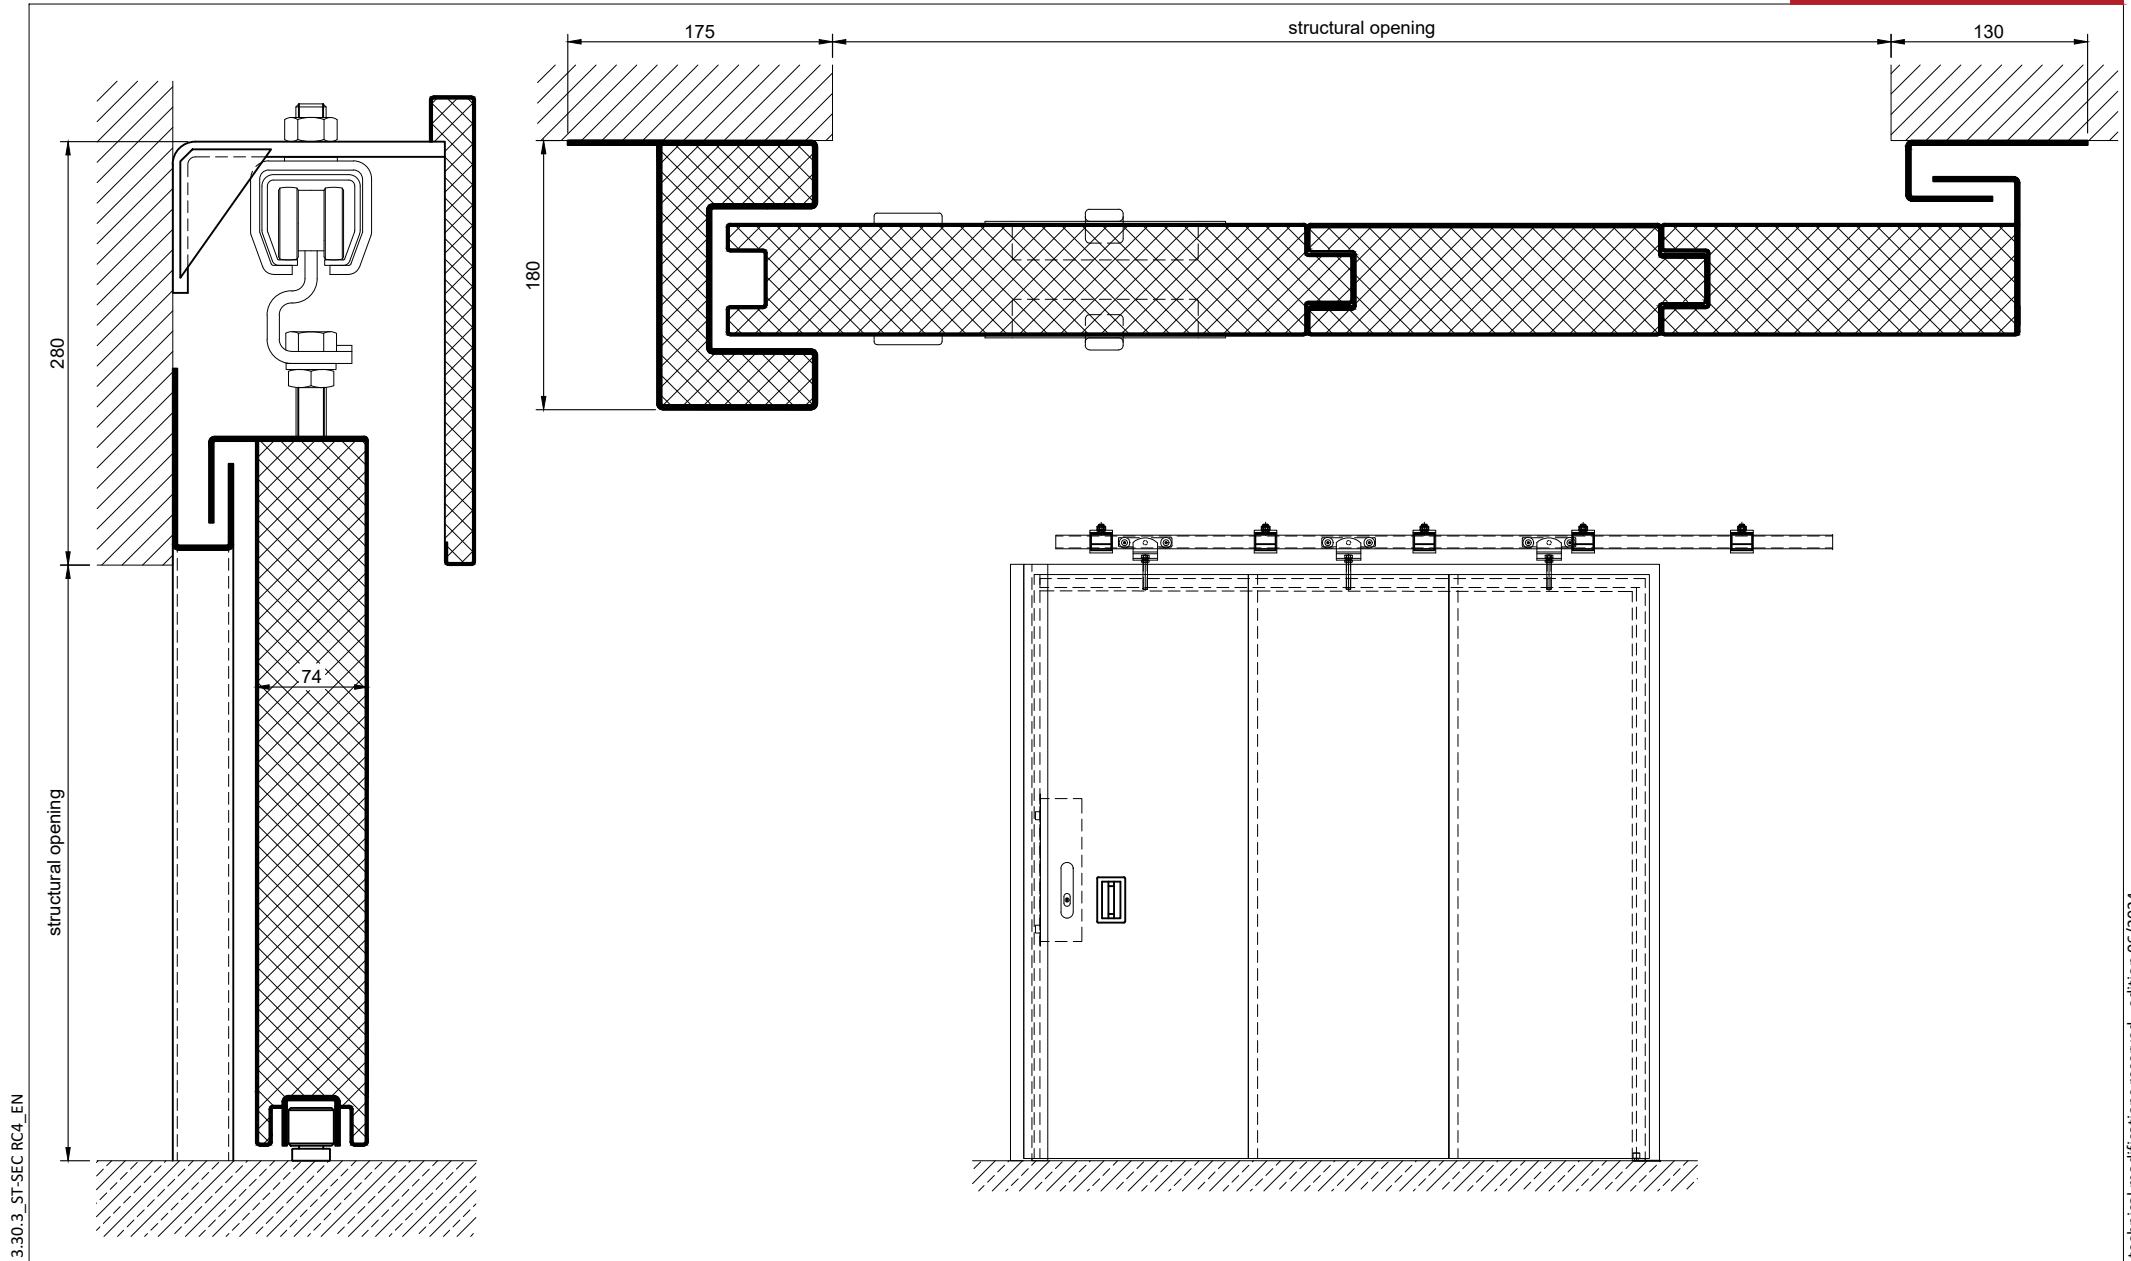 175
structural opening
130
180
280
74
structural opening
3.30.3_ST-SEC RC4_EN